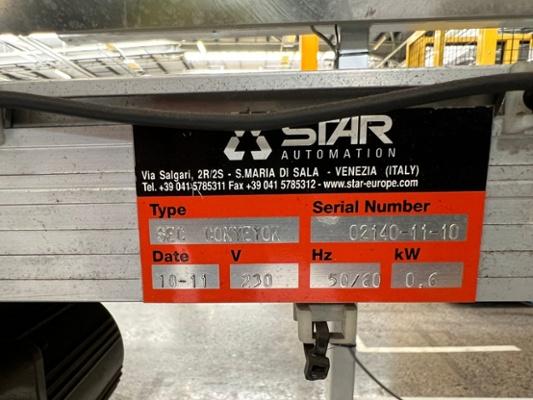 STAR
AUTOMATION
Via Salgari, 2R/2S - S.MARIA DI SALA - VENEZIA (ITALY)
Tel. +39 041 5785311 Fax +39 041 5785312 - www.star-europe.com
Type Serial Number
SEC CONVEYOR 02140-11-10
Date V Hz kW
10-11 230 50/60 0,6